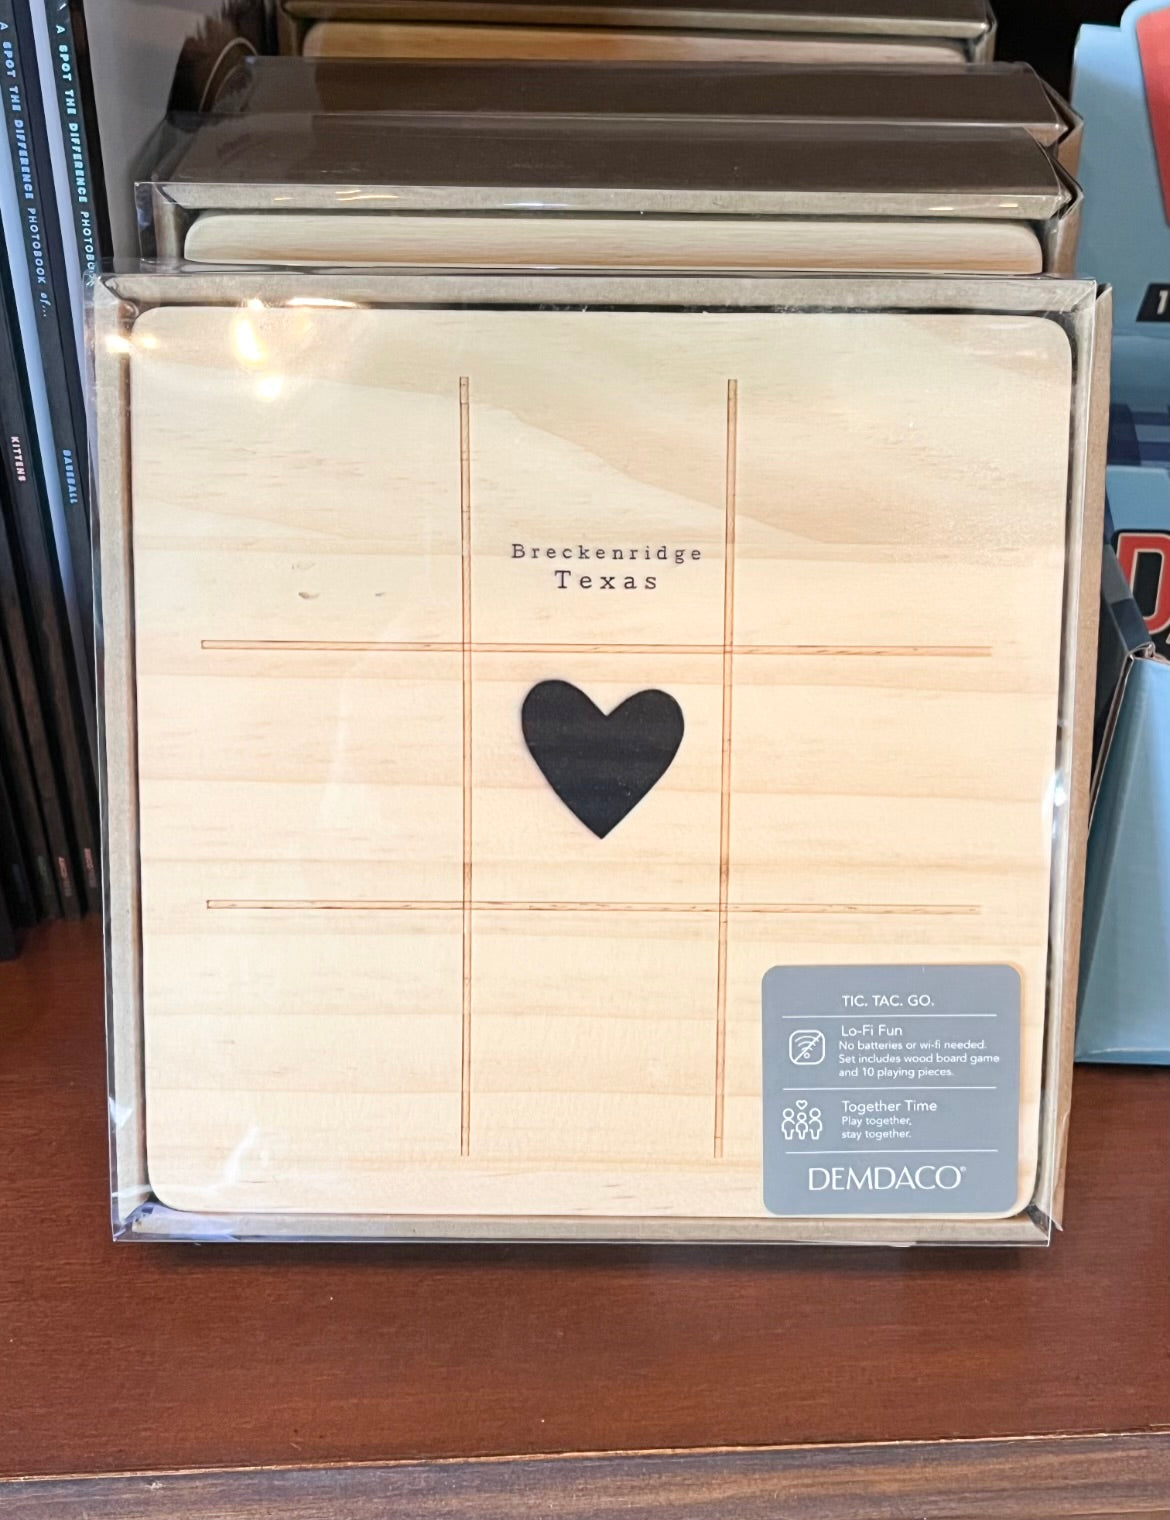 A SPOT THE DIFFERENCE PHOTOBOOK of...
KITTENS
A SPOT THE DIFFERENCE PHOTOBOOK
BASEBALL
Breckenridge
Texas
TIC. TAC. GO.
Lo-Fi Fun
No batteries or wi-fi needed.
Set includes wood board game
and 10 playing pieces.
Together Time
Play together,
stay together.
DEMDACO®